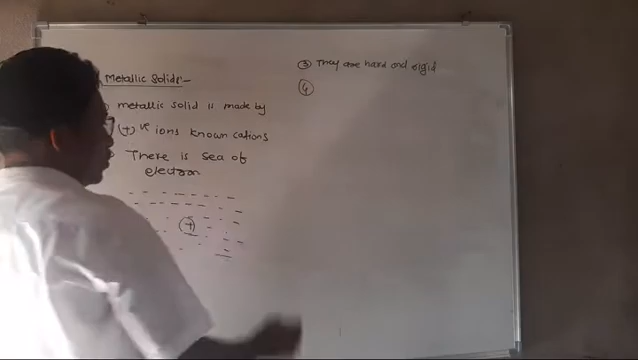 Metallic Solids:-
metallic solid is made by
(+) ve ions known cations
There is sea of
electron
+
③ They are hard and rigid
④